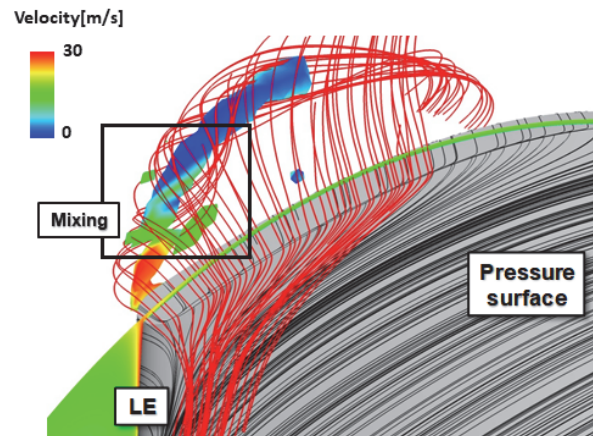 Velocity[m/s]
30
0
Mixing
Pressure
surface
LE